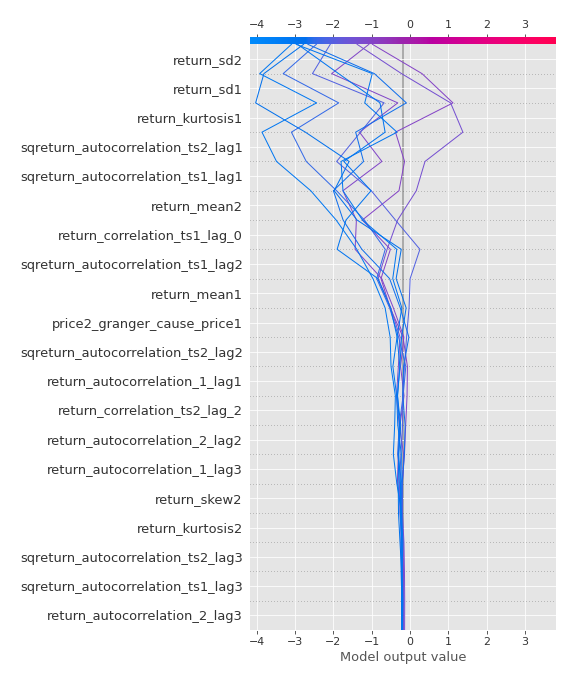 −4 −3 −2 −1 0 1 2 3
return_sd2
return_sd1
return_kurtosis1
sqreturn_autocorrelation_ts2_lag1
sqreturn_autocorrelation_ts1_lag1
return_mean2
return_correlation_ts1_lag_0
sqreturn_autocorrelation_ts1_lag2
return_mean1
price2_granger_cause_price1
sqreturn_autocorrelation_ts2_lag2
return_autocorrelation_1_lag1
return_correlation_ts2_lag_2
return_autocorrelation_2_lag2
return_autocorrelation_1_lag3
return_skew2
return_kurtosis2
sqreturn_autocorrelation_ts2_lag3
sqreturn_autocorrelation_ts1_lag3
return_autocorrelation_2_lag3
−4 −3 −2 −1 0 1 2 3
Model output value